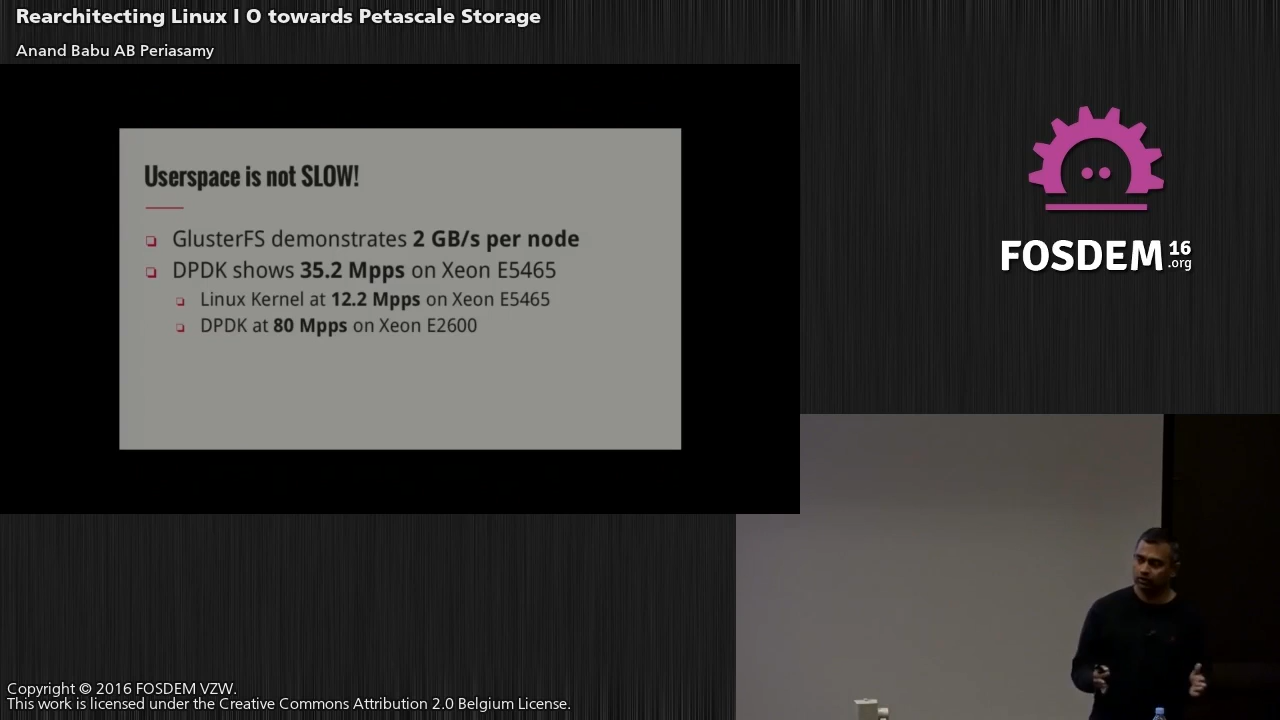 Rearchitecting Linux I O towards Petascale Storage
Anand Babu AB Periasamy
Userspace is not SLOW!
GlusterFS demonstrates 2 GB/s per node
DPDK shows 35.2 Mpps on Xeon E5465
Linux Kernel at 12.2 Mpps on Xeon E5465
DPDK at 80 Mpps on Xeon E2600
FOSDEM 16
.org
Copyright © 2016 FOSDEM VZW.
This work is licensed under the Creative Commons Attribution 2.0 Belgium License.